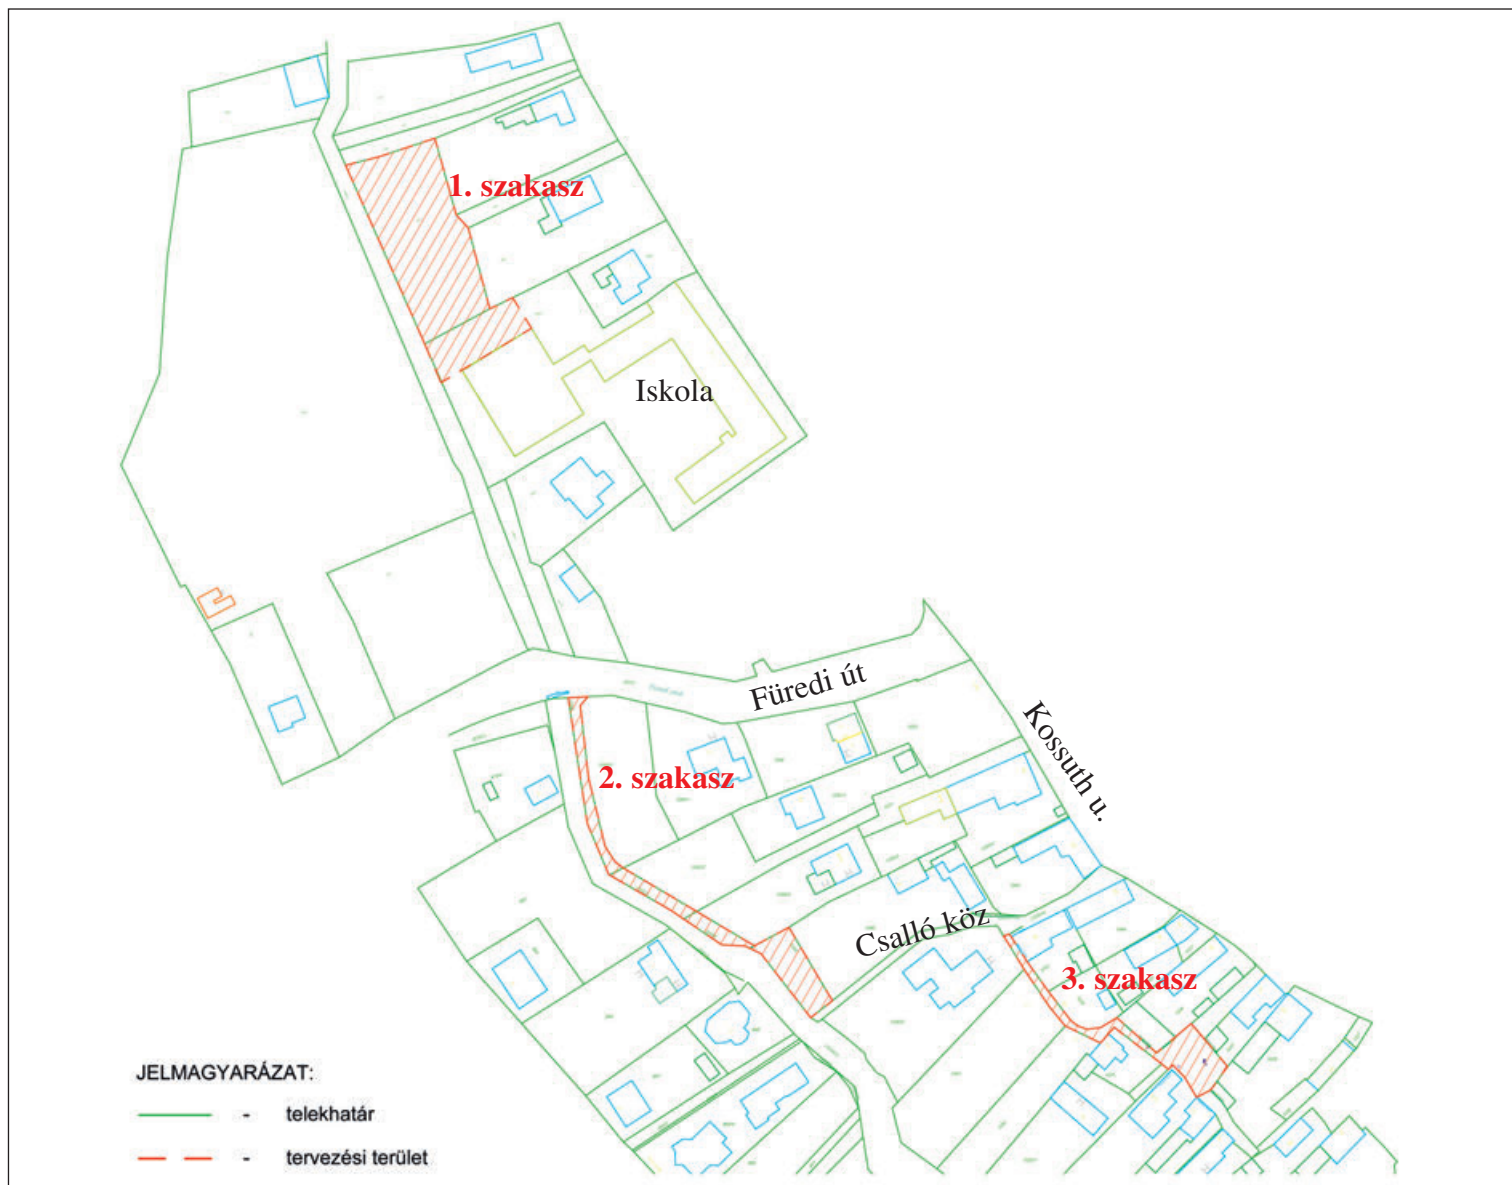 1. szakasz
Iskola
Füredi út
Kossuth u.
2. szakasz
Csalló köz
3. szakasz
JELMAGYARÁZAT:
- telekhatár
- tervezési terület